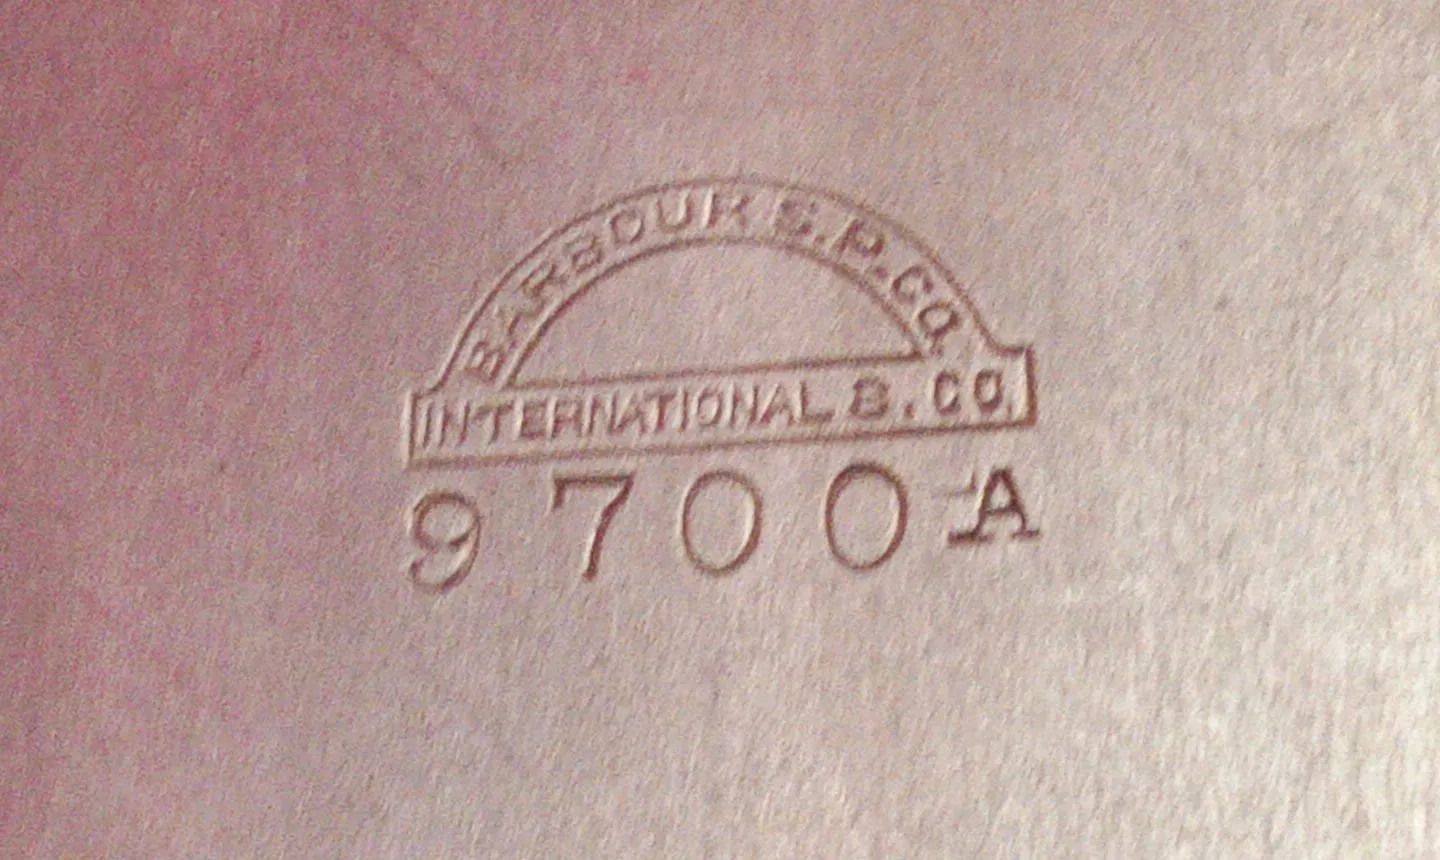 BARBOUR S.P.CO.
INTERNATIONAL S.CO.
9700A